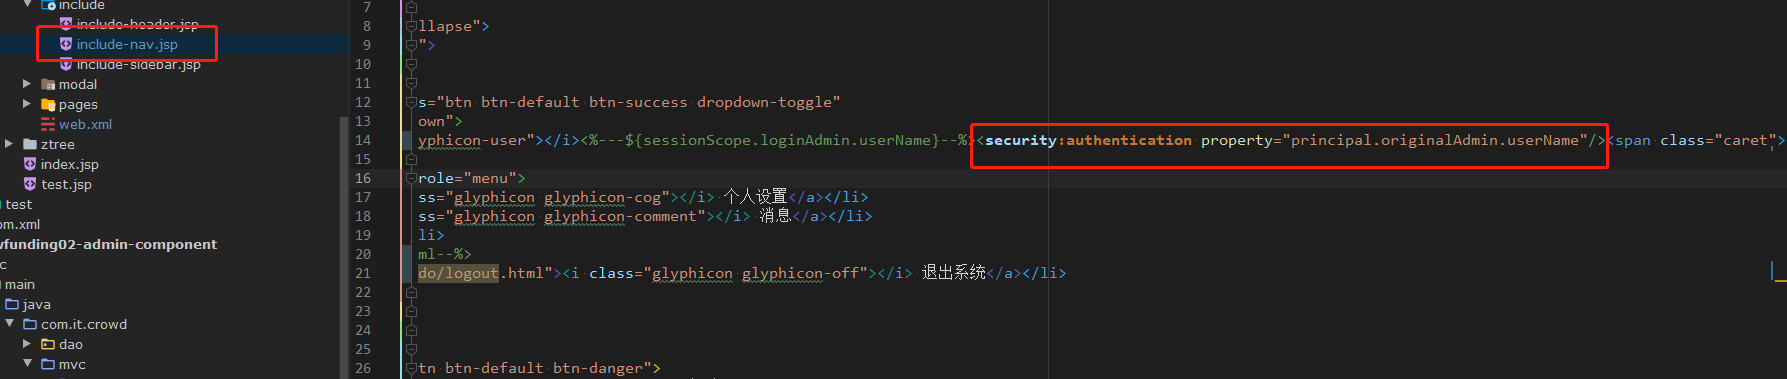 include
include-header.jsp
include-nav.jsp
include-sidebar.jsp
modal
pages
web.xml
ztree
index.jsp
test.jsp
test
om.xml
vfunding02-admin-component
c
main
java
com.it.crowd
dao
mvc
7
8 llapse">
9 ">
10
11
12 s="btn btn-default btn-success dropdown-toggle"
13 own">
14 yphicon-user"></i><%---${sessionScope.loginAdmin.userName}--%><security:authentication property="principal.originalAdmin.userName"/><span class="caret">
15
16 role="menu">
17 ss="glyphicon glyphicon-cog"></i> 个人设置</a></li>
18 ss="glyphicon glyphicon-comment"></i> 消息</a></li>
19 li>
20 ml--%>
21 do/logout.html"><i class="glyphicon glyphicon-off"></i> 退出系统</a></li>
22
23
24
25
26 tn btn-default btn-danger">